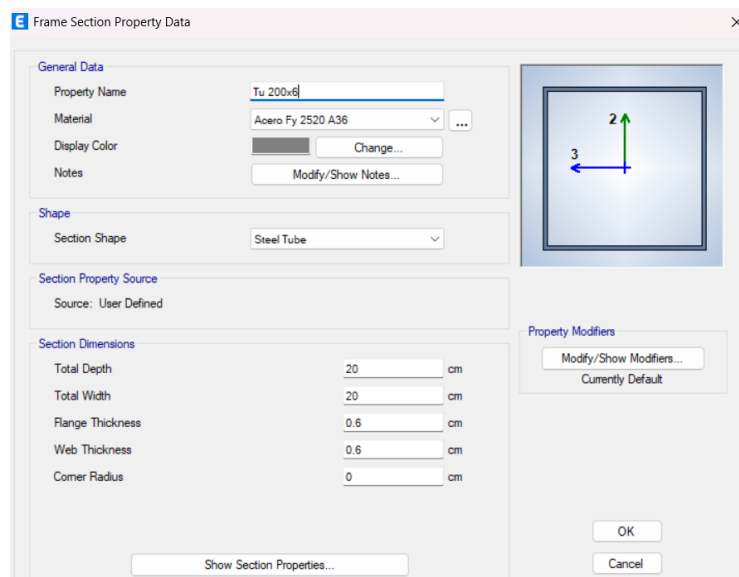 E Frame Section Property Data
General Data
Property Name Tu 200x6
Material Acero Fy 2520 A36 ...
Display Color Change...
Notes Modify/Show Notes...
2
3
Shape
Section Shape Steel Tube
Section Property Source
Source: User Defined
Property Modifiers
Modify/Show Modifiers...
Currently Default
Section Dimensions
Total Depth 20 cm
Total Width 20 cm
Flange Thickness 0.6 cm
Web Thickness 0.6 cm
Corner Radius 0 cm
Show Section Properties...
OK
Cancel